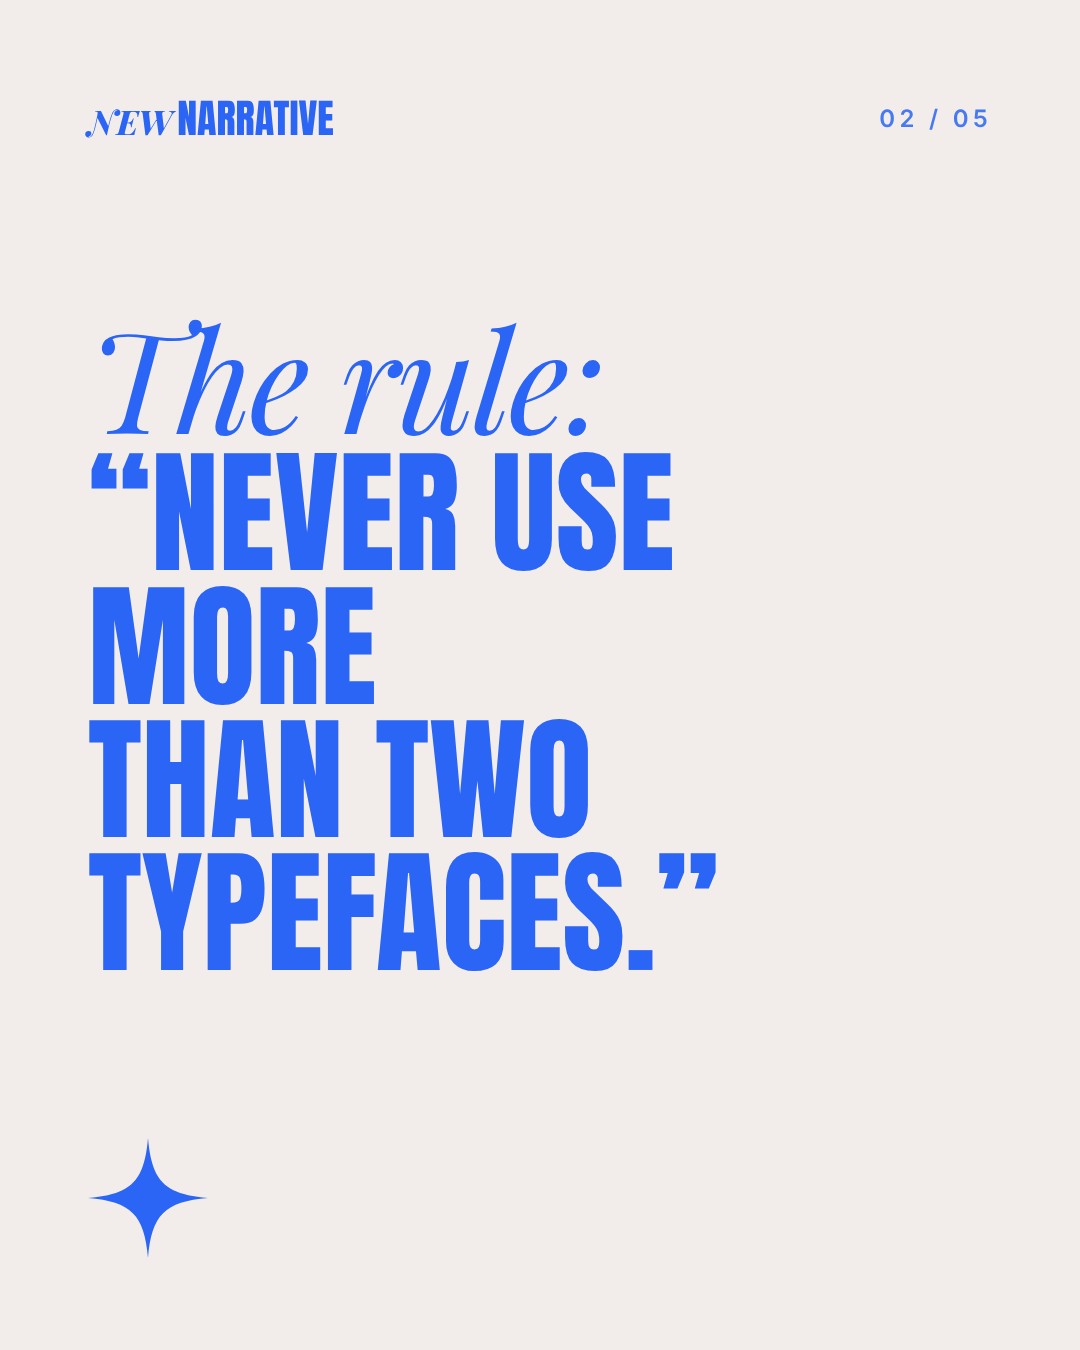 NEW NARRATIVE
02 / 05
The rule:
“NEVER USE
MORE
THAN TWO
TYPEFACES.”